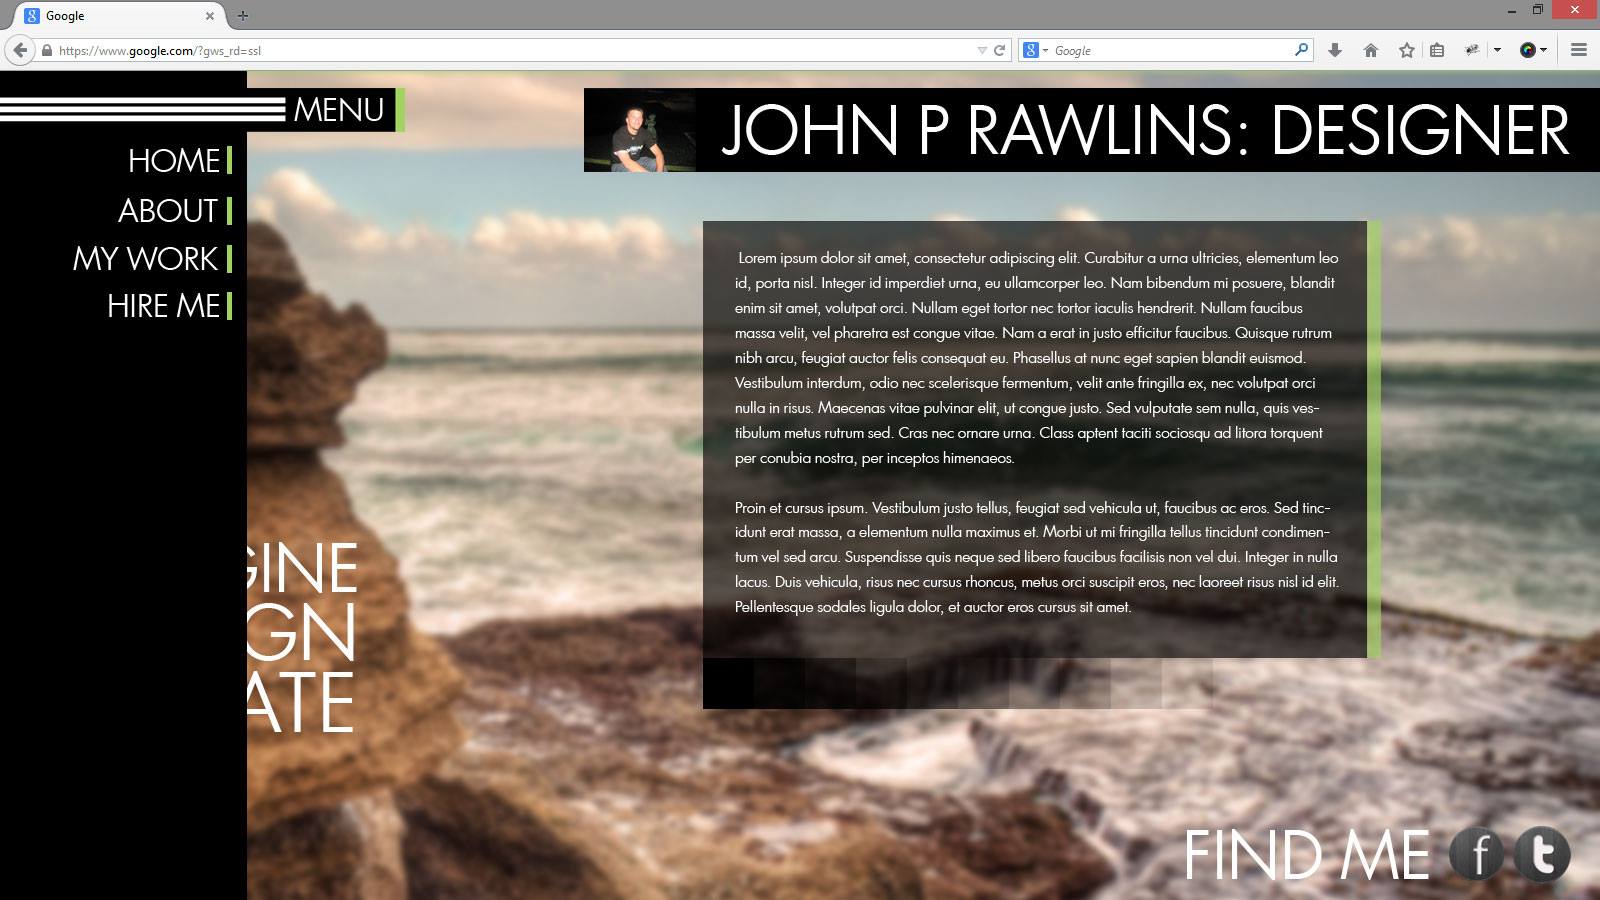 Google
https://www.google.com/?gws_rd=ssl
Google
MENU
JOHN P RAWLINS: DESIGNER
HOME
ABOUT
MY WORK
HIRE ME
Lorem ipsum dolor sit amet, consectetur adipiscing elit. Curabitur a urna ultricies, elementum leo
id, porta nisl. Integer id imperdiet urna, eu ullamcorper leo. Nam bibendum mi posuere, blandit
enim sit amet, volutpat orci. Nullam eget tortor nec tortor iaculis hendrerit. Nullam faucibus
massa velit, vel pharetra est congue vitae. Nam a erat in justo efficitur faucibus. Quisque rutrum
nibh arcu, feugiat auctor felis consequat eu. Phasellus at nunc eget sapien blandit euismod.
Vestibulum interdum, odio nec scelerisque fermentum, velit ante fringilla ex, nec volutpat orci
nulla in risus. Maecenas vitae pulvinar elit, ut congue justo. Sed vulputate sem nulla, quis ves-
tibulum metus rutrum sed. Cras nec ornare urna. Class aptent taciti sociosqu ad litora torquent
per conubia nostra, per inceptos himenaeos.
Proin et cursus ipsum. Vestibulum justo tellus, feugiat sed vehicula ut, faucibus ac eros. Sed tinc-
idunt erat massa, a elementum nulla maximus et. Morbi ut mi fringilla tellus tincidunt condimen-
tum vel sed arcu. Suspendisse quis neque sed libero faucibus facilisis non vel dui. Integer in nulla
lacus. Duis vehicula, risus nec cursus rhoncus, metus orci suscipit eros, nec laoreet risus nisl id elit.
Pellentesque sodales ligula dolor, et auctor eros cursus sit amet.
GINE
GN
ATE
FIND ME f t